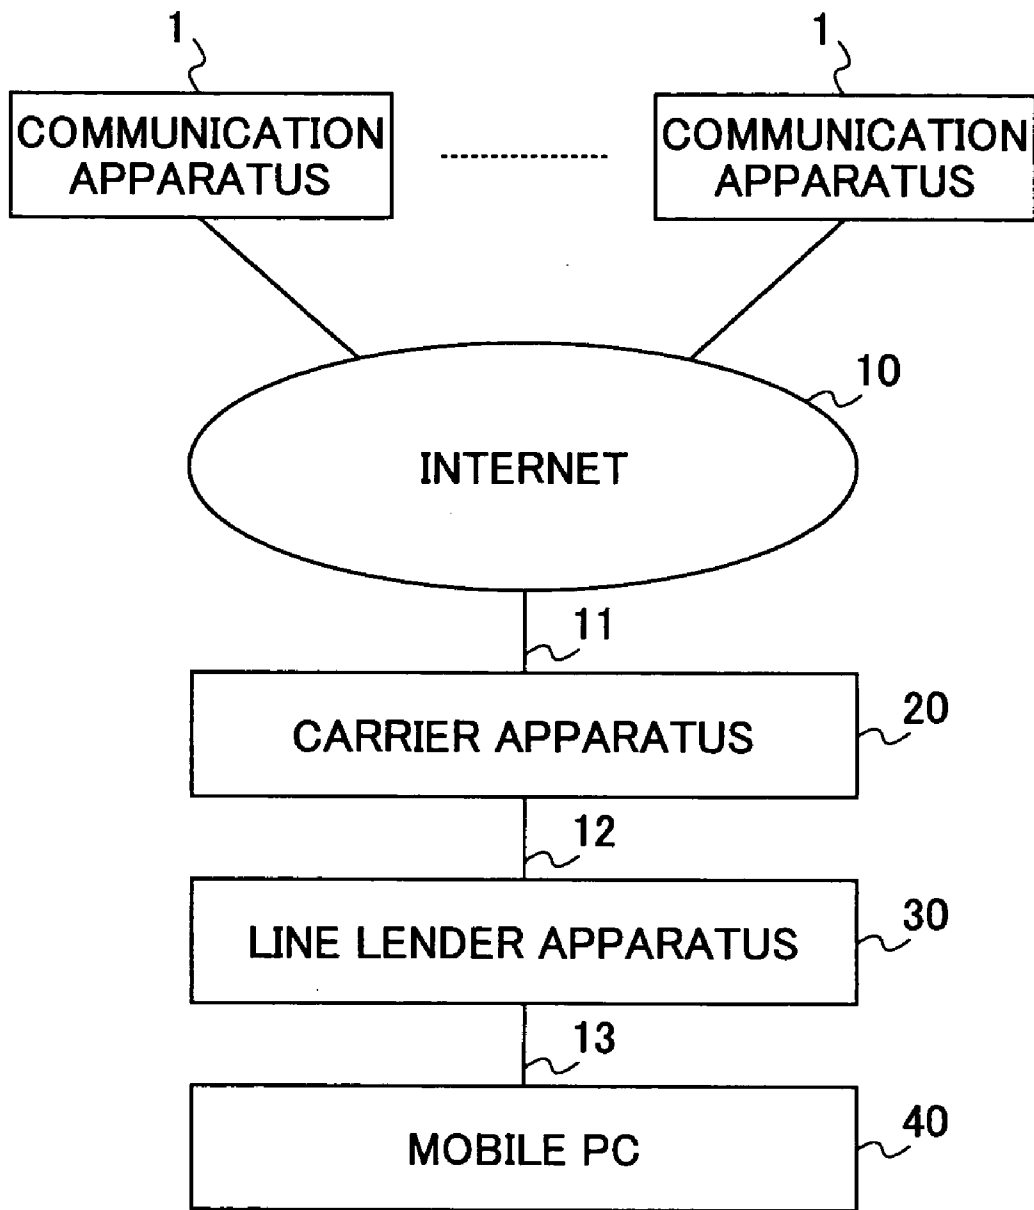 1
1
COMMUNICATION
APPARATUS
COMMUNICATION
APPARATUS
10
INTERNET
11
CARRIER APPARATUS
20
12
LINE LENDER APPARATUS
30
13
MOBILE PC
40